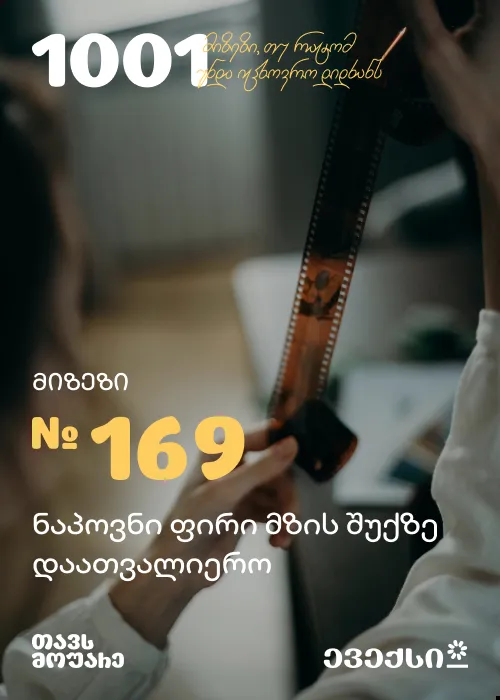 1001 მიზეზი, თუ რატომ
უნდა იცხოვრო დიდხანს
მიზეზი
№ 169
ნაპოვნი ფირი მზის შუქზე
დაათვალიერო
თავს
მოუარე
ევექსი